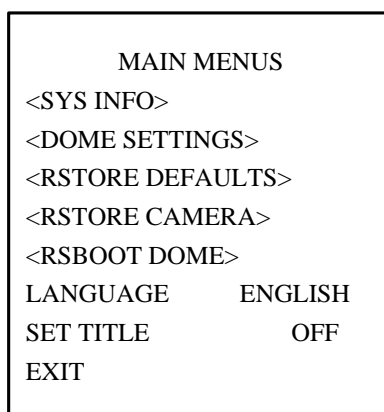 MAIN MENUS
<SYS INFO>
<DOME SETTINGS>
<RSTORE DEFAULTS>
<RSTORE CAMERA>
<RSBOOT DOME>
LANGUAGE ENGLISH
SET TITLE OFF
EXIT